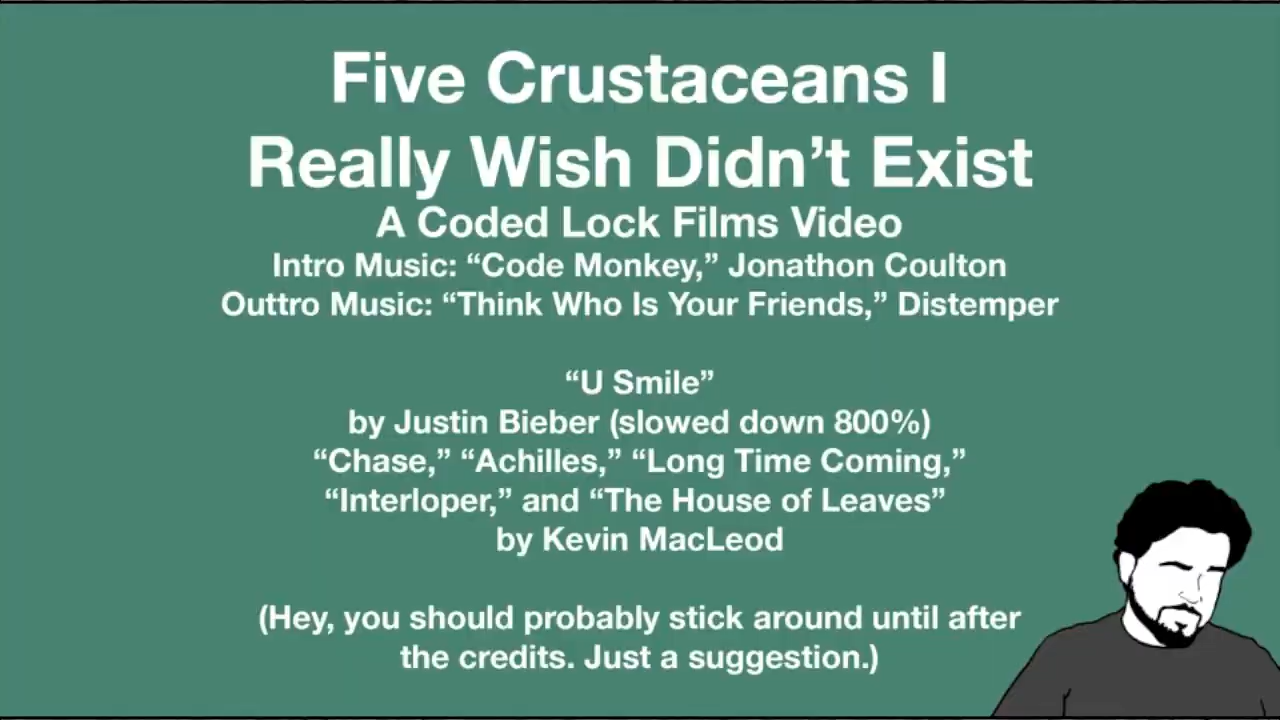 Five Crustaceans I
Really Wish Didn’t Exist
A Coded Lock Films Video
Intro Music: “Code Monkey,” Jonathon Coulton
Outtro Music: “Think Who Is Your Friends,” Distemper
“U Smile”
by Justin Bieber (slowed down 800%)
“Chase,” “Achilles,” “Long Time Coming,”
“Interloper,” and “The House of Leaves”
by Kevin MacLeod
(Hey, you should probably stick around until after
the credits. Just a suggestion.)